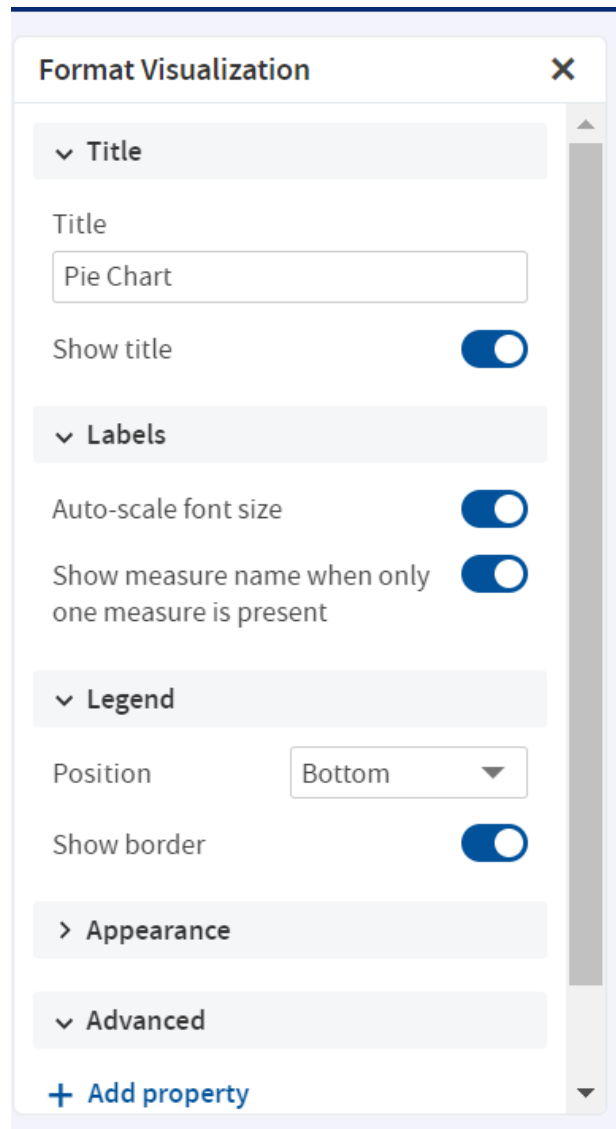 Format Visualization
Title
Title
Pie Chart
Show title
Labels
Auto-scale font size
Show measure name when only
one measure is present
Legend
Position Bottom
Show border
Appearance
Advanced
+ Add property